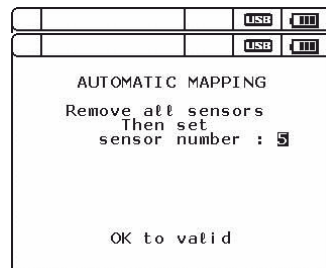 USB
USB
AUTOMATIC MAPPING
Remove all sensors
Then set
sensor number : 5
OK to valid